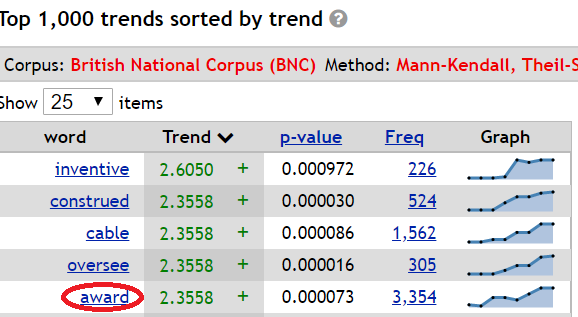 Top 1,000 trends sorted by trend ?
Corpus: British National Corpus (BNC) Method: Mann-Kendall, Theil-S
Show 25 ▼ items
word Trend p-value Freq Graph
inventive 2.6050 + 0.000972 226
construed 2.3558 + 0.000030 524
cable 2.3558 + 0.000086 1,562
oversee 2.3558 + 0.000016 305
award 2.3558 + 0.000073 3,354